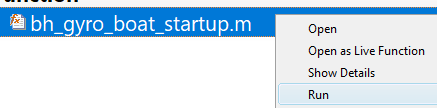 bh_gyro_boat_startup.m
Open
Open as Live Function
Show Details
Run